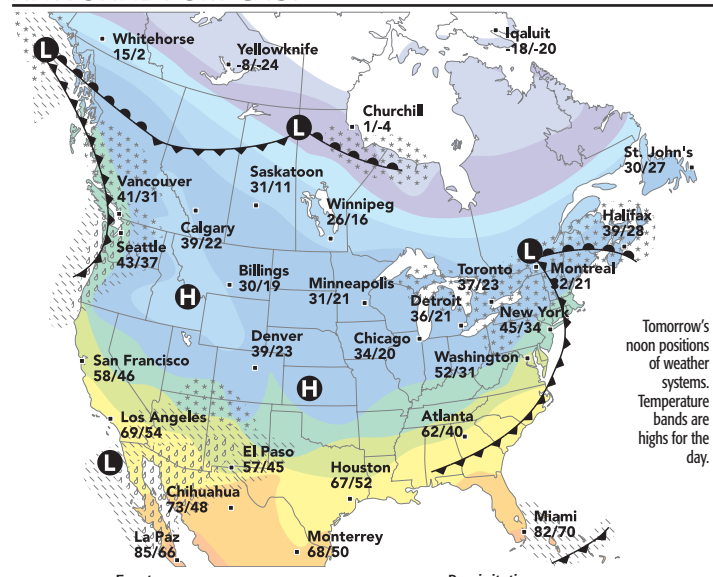 Whitehorse
15/2
Yellowknife
-8/-24
Iqaluit
-18/-20
L
Churchill
1/-4
L
St. John's
30/27
Vancouver
41/31
Saskatoon
31/11
Winnipeg
26/16
Halifax
39/28
Calgary
39/22
Seattle
43/37
L
Billings
30/19
Minneapolis
31/21
Toronto
37/23
Montreal
32/21
H
Detroit
36/21
New York
45/34
Denver
39/23
Chicago
34/20
Washington
52/31
San Francisco
58/46
H
Los Angeles
69/54
Atlanta
62/40
L
El Paso
57/45
Houston
67/52
Chihuahua
73/48
La Paz
85/66
Monterrey
68/50
Miami
82/70
Tomorrow's
noon positions
of weather
systems.
Temperature
bands are
highs for the
day.